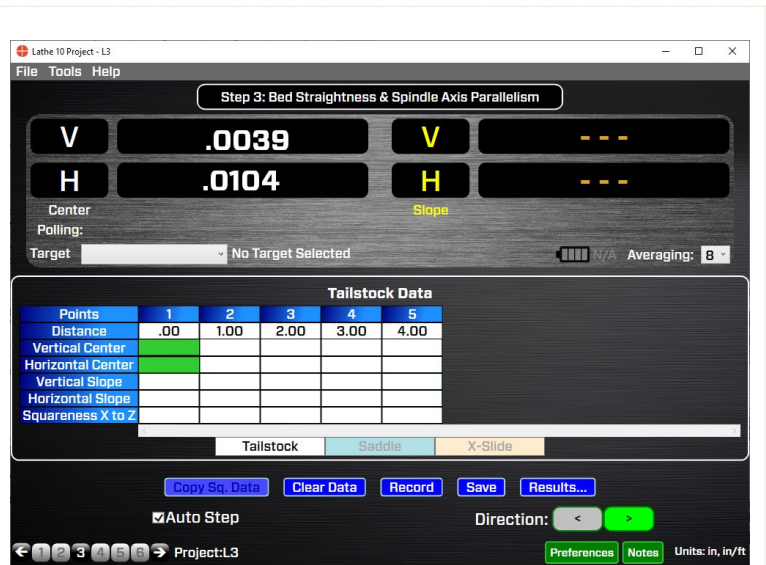 Lathe 10 Project - L3
File Tools Help
Step 3: Bed Straightness & Spindle Axis Parallelism
V .0039 V - - -
H .0104 H - - -
Center Slope
Polling:
Target No Target Selected N/A Averaging: 8
Tailstock Data
Points 1 2 3 4 5
Distance .00 1.00 2.00 3.00 4.00
Vertical Center
Horizontal Center
Vertical Slope
Horizontal Slope
Squareness X to Z
Tailstock Saddle X-Slide
Copy Sq. Data Clear Data Record Save Results...
Auto Step Direction: < >
1 2 3 4 5 6 Project:L3 Preferences Notes Units: in, in/ft